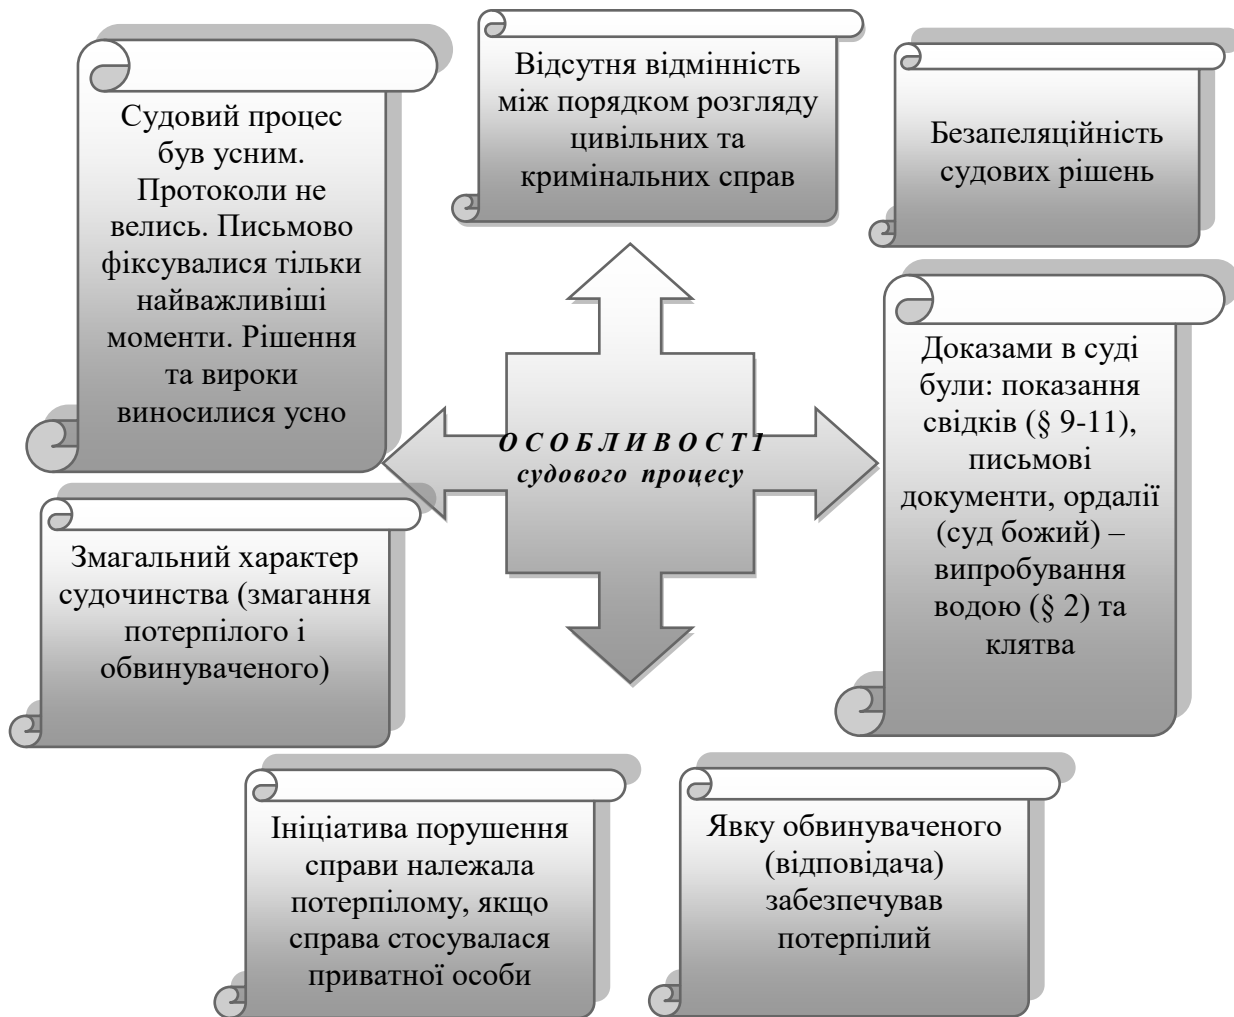 Судовий процес
був усним.
Протоколи не
велись. Письмово
фіксувалися тільки
найважливіші
моменти. Рішення
та вироки
виносилися усно
Відсутня відмінність
між порядком розгляду
цивільних та
кримінальних справ
Безапеляційність
судових рішень
ОСОБЛИВОСТІ
судового процесу
Доказами в суді
були: показання
свідків (§ 9-11),
письмові
документи, ордалії
(суд божий) –
випробування
водою (§ 2) та
клятва
Змагальний характер
судочинства (змагання
потерпілого і
обвинуваченого)
Ініціатива порушення
справи належала
потерпілому, якщо
справа стосувалася
приватної особи
Явку обвинуваченого
(відповідача)
забезпечував
потерпілий